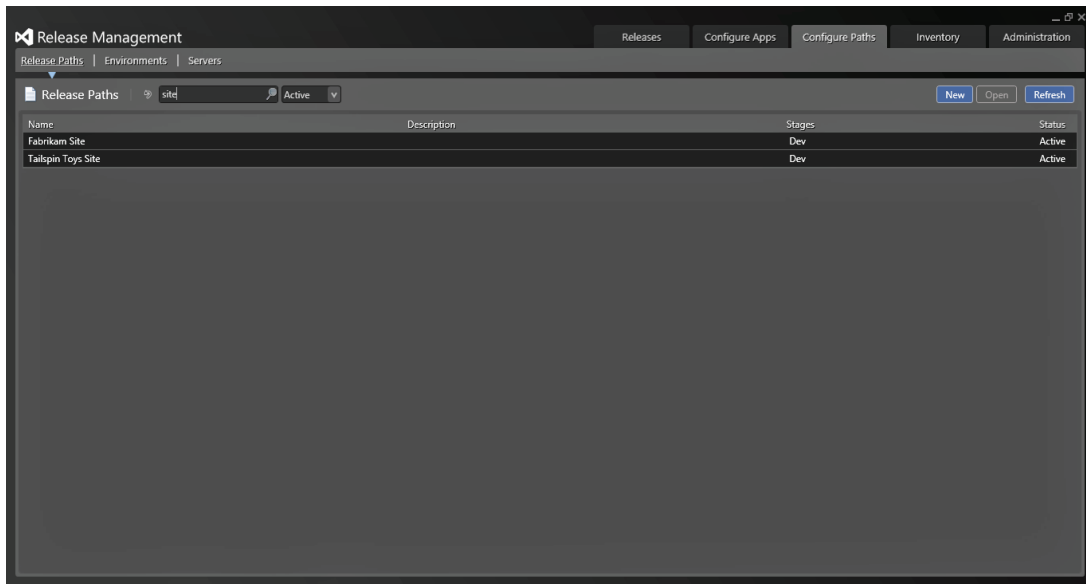 Release Management
Releases Configure Apps Configure Paths Inventory Administration
Release Paths | Environments | Servers
Release Paths site Active New Open Refresh
Name Description Stages Status
Fabrikam Site Dev Active
Tailspin Toys Site Dev Active